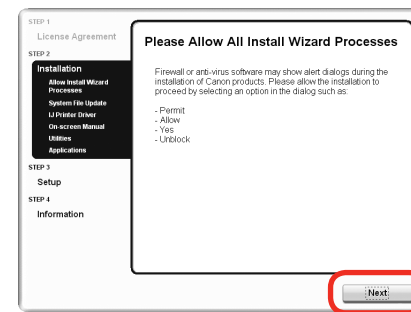 STEP 1
License Agreement
STEP 2
Installation
Allow Install Wizard
Processes
System File Update
IJ Printer Driver
On-screen Manual
Utilities
Applications
STEP 3
Setup
STEP 4
Information
Please Allow All Install Wizard Processes
Firewall or anti-virus software may show alert dialogs during the
installation of Canon products. Please allow the installation to
proceed by selecting an option in the dialog such as:
- Permit
- Allow
- Yes
- Unblock
Next